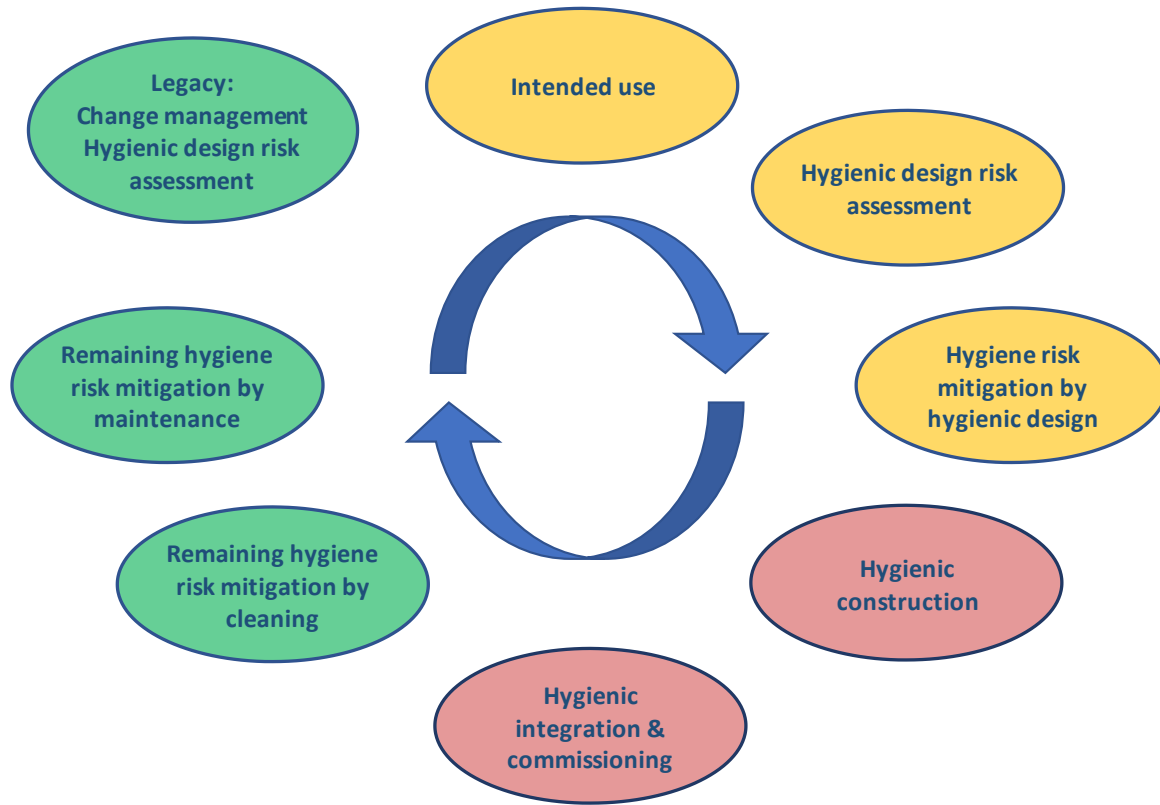 Intended use
Hygienic design risk
assessment
Hygiene risk
mitigation by
hygienic design
Hygienic
construction
Hygienic
integration &
commissioning
Remaining hygiene
risk mitigation by
cleaning
Remaining hygiene
risk mitigation by
maintenance
Legacy:
Change management
Hygienic design risk
assessment